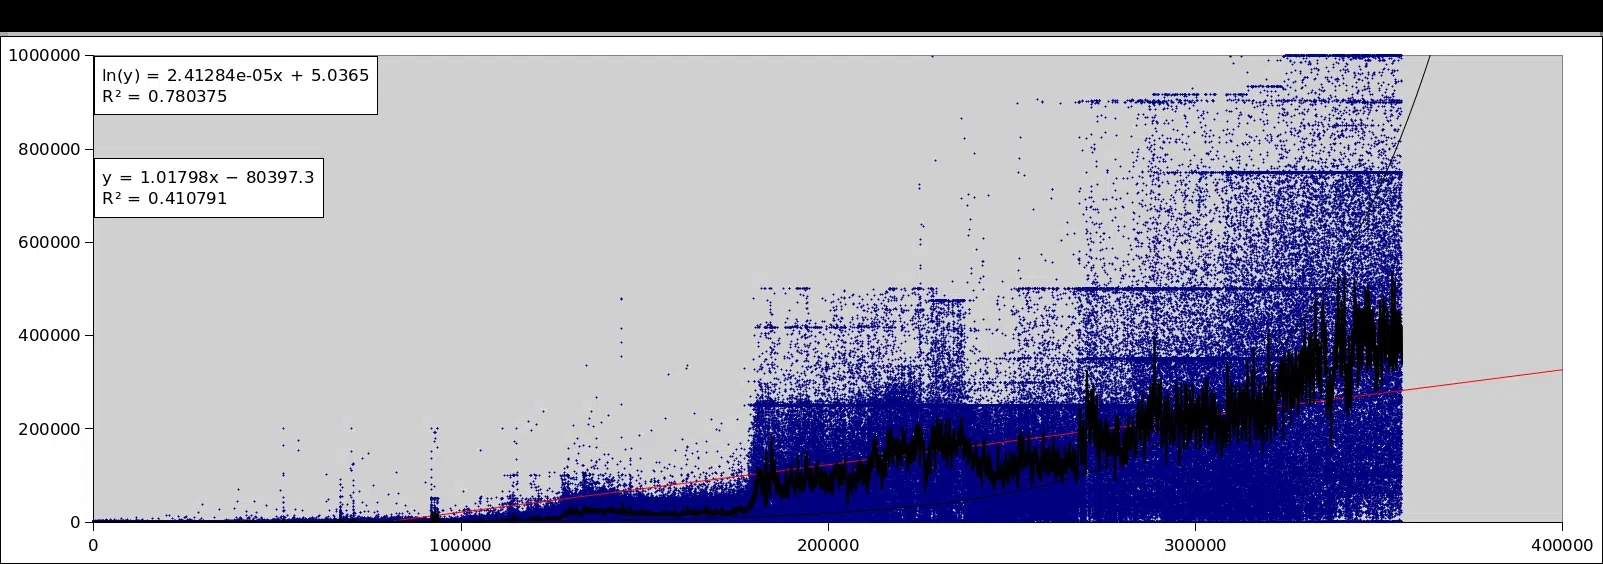 1000000
ln(y) = 2.41284e-05x + 5.0365
R² = 0.780375
800000
y = 1.01798x − 80397.3
R² = 0.410791
600000
400000
200000
0
0 100000 200000 300000 400000